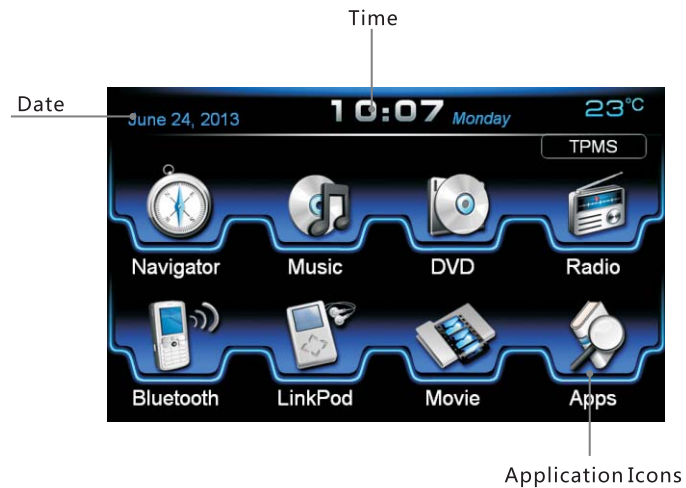 Time
Date
June 24, 2013 10:07 Monday 23°C
TPMS
Navigator Music DVD Radio
Bluetooth LinkPod Movie Apps
Application Icons